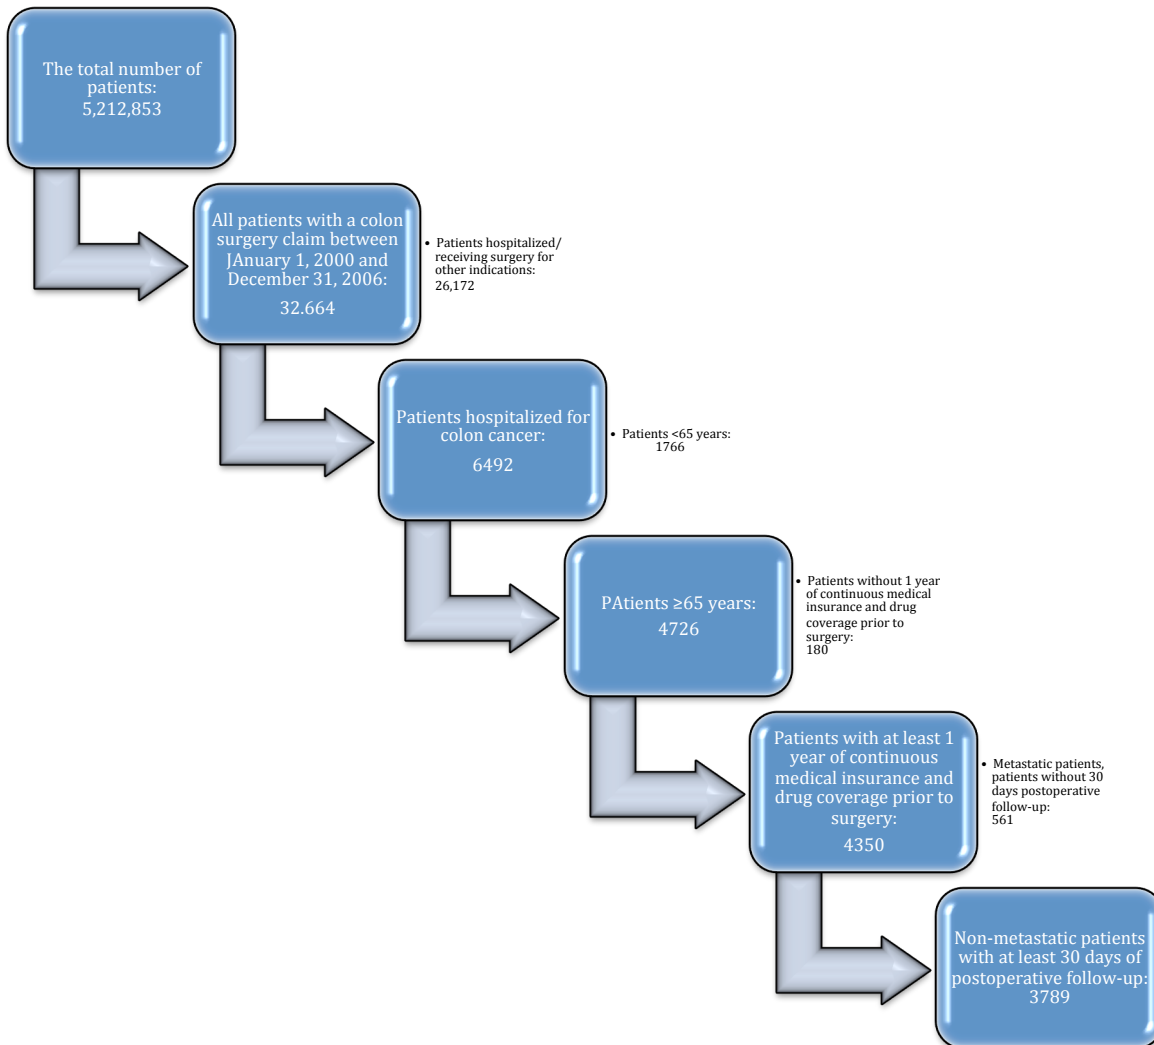 The total number of
patients:
5,212,853
All patients with a colon
surgery claim between
JAnuary 1, 2000 and
December 31, 2006:
32.664
• Patients hospitalized/
receiving surgery for
other indications:
26,172
Patients hospitalized for
colon cancer:
6492
• Patients <65 years:
1766
PAtients ≥65 years:
4726
• Patients without 1 year
of continuous medical
insurance and drug
coverage prior to
surgery:
180
Patients with at least 1
year of continuous
medical insurance and
drug coverage prior to
surgery:
4350
• Metastatic patients,
patients without 30
days postoperative
follow-up:
561
Non-metastatic patients
with at least 30 days of
postoperative follow-up:
3789